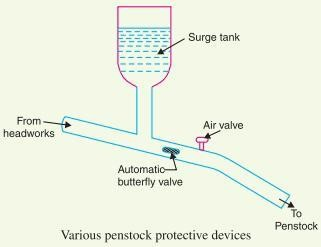 Surge tank
From
headworks
Air valve
Automatic
butterfly valve
To
Penstock
Various penstock protective devices